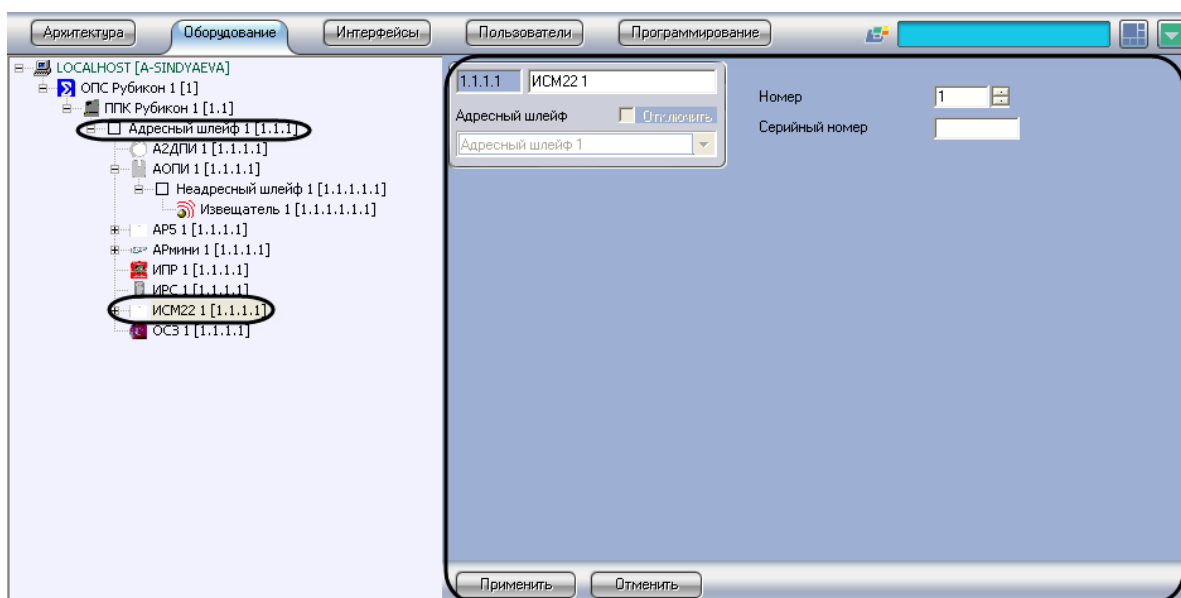 Архитектура Оборудование Интерфейсы Пользователи Программирование
LOCALHOST [A-SINDYAEVA]
ОПС Рубикон 1 [1]
ППК Рубикон 1 [1.1]
Адресный шлейф 1 [1.1.1]
А2ДПИ 1 [1.1.1.1]
АОПИ 1 [1.1.1.1]
Неадресный шлейф 1 [1.1.1.1.1]
Извещатель 1 [1.1.1.1.1.1]
АР5 1 [1.1.1.1]
АРмини 1 [1.1.1.1]
ИПР 1 [1.1.1.1]
ИРС 1 [1.1.1.1]
ИСМ22 1 [1.1.1.1]
ОСЗ 1 [1.1.1.1]
1.1.1.1 ИСМ22 1
Адресный шлейф Отключить
Адресный шлейф 1
Номер 1
Серийный номер
Применить Отменить